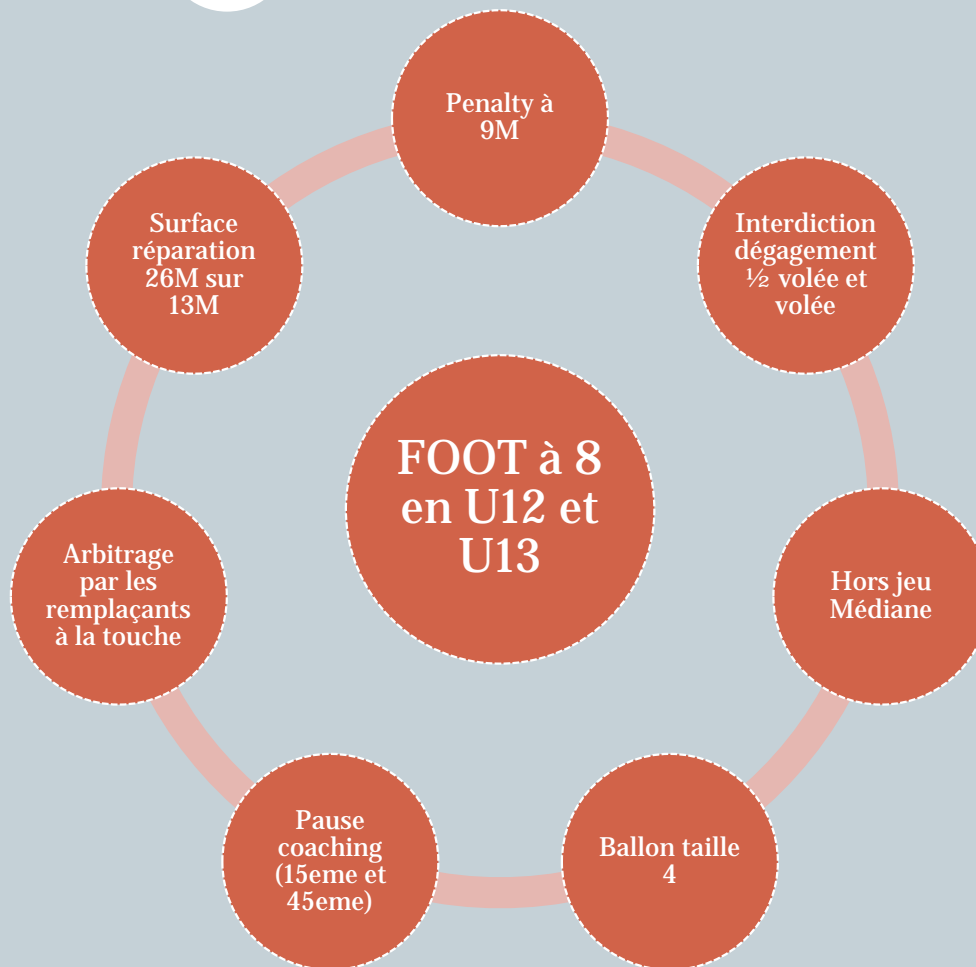 Penalty à
9M
Interdiction
dégagement
½ volée et
volée
Hors jeu
Médiane
Ballon taille
4
Pause
coaching
(15eme et
45eme)
Arbitrage
par les
remplaçants
à la touche
Surface
réparation
26M sur
13M
FOOT à 8
en U12 et
U13